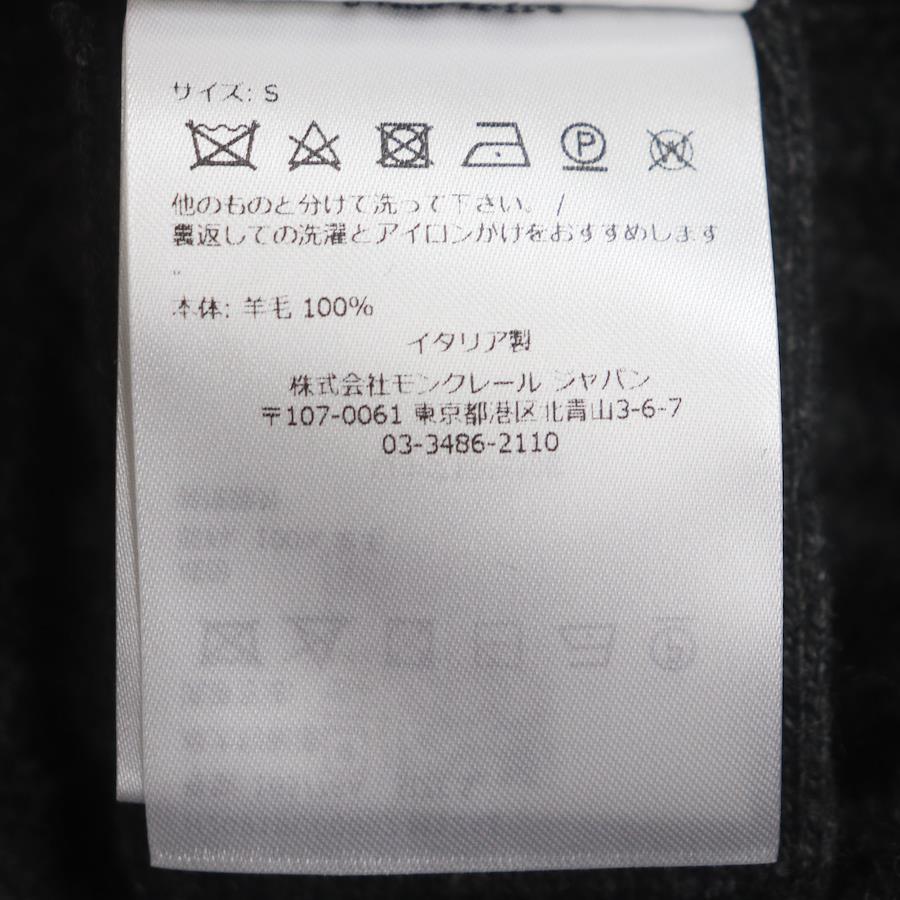 サイズ: S
P W
他のものと分けて洗って下さい。 /
裏返しての洗濯とアイロンかけをおすすめします
。
本体: 羊毛 100%
イタリア製
株式会社モンクレール ジャパン
〒107-0061 東京都港区北青山3-6-7
03-3486-2110